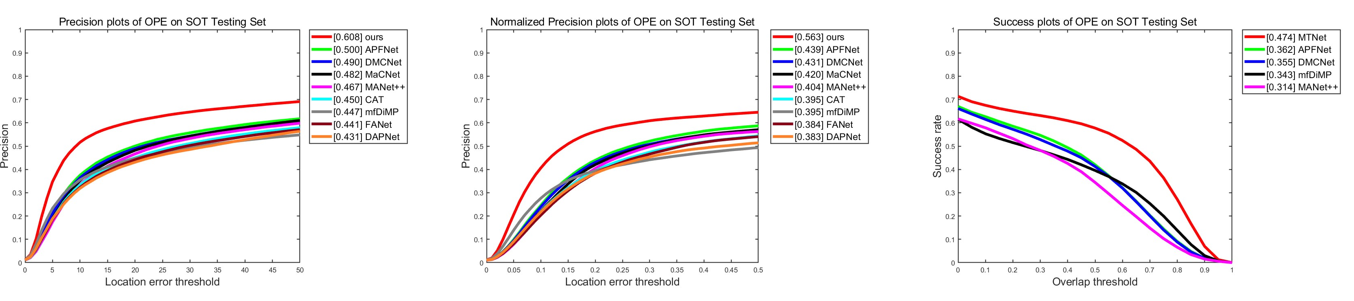 Precision plots of OPE on SOT Testing Set
1
0.9
0.8
0.7
0.6
0.5
0.4
0.3
0.2
0.1
0
Precision
0 5 10 15 20 25 30 35 40 45 50
Location error threshold
[0.608] ours
[0.500] APFNet
[0.490] DMCNet
[0.482] MaCNet
[0.467] MANet++
[0.450] CAT
[0.447] mfDiMP
[0.441] FANet
[0.431] DAPNet
Normalized Precision plots of OPE on SOT Testing Set
1
0.9
0.8
0.7
0.6
0.5
0.4
0.3
0.2
0.1
0
Precision
0 0.05 0.1 0.15 0.2 0.25 0.3 0.35 0.4 0.45 0.5
Location error threshold
[0.563] ours
[0.439] APFNet
[0.431] DMCNet
[0.420] MaCNet
[0.404] MANet++
[0.395] CAT
[0.395] mfDiMP
[0.384] FANet
[0.383] DAPNet
Success plots of OPE on SOT Testing Set
1
0.9
0.8
0.7
0.6
0.5
0.4
0.3
0.2
0.1
0
Success rate
0 0.1 0.2 0.3 0.4 0.5 0.6 0.7 0.8 0.9 1
Overlap threshold
[0.474] MTNet
[0.362] APFNet
[0.355] DMCNet
[0.343] mfDiMP
[0.314] MANet++